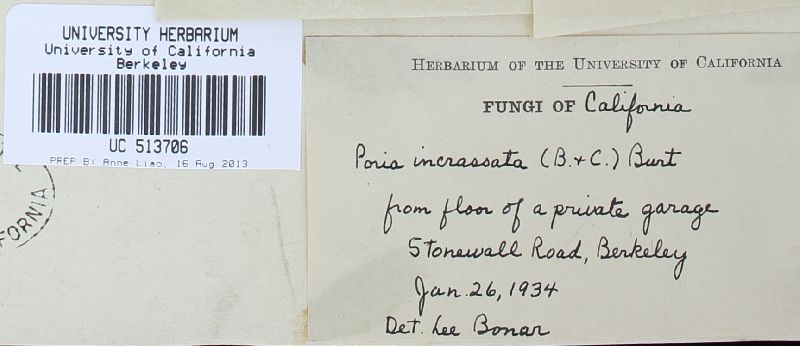 UNIVERSITY HERBARIUM
University of California
Berkeley
UC 513706
PREP BY Anne Liao, 16 Aug 2013
FORNIA
HERBARIUM OF THE UNIVERSITY OF CALIFORNIA
FUNGI OF California
Poria incrassata (B. + C.) Burt
from floor of a private garage
Stonewall Road, Berkeley
Jan. 26, 1934
Det. Lee Bonar